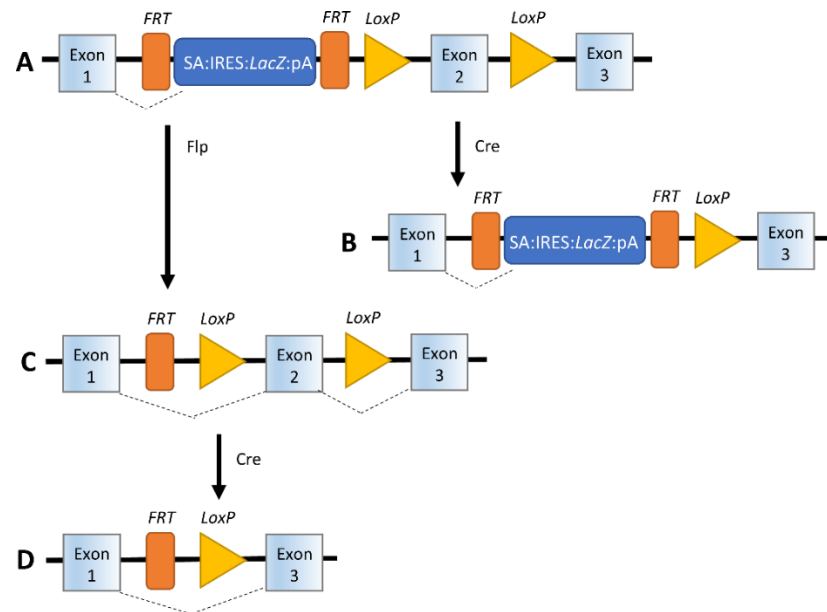 FRT
FRT
LoxP
LoxP
A
Exon
1
SA:IRES:LacZ:pA
Exon
2
Exon
3
Flp
Cre
FRT
FRT
LoxP
B
Exon
1
SA:IRES:LacZ:pA
Exon
3
FRT
LoxP
LoxP
C
Exon
1
Exon
2
Exon
3
Cre
FRT
LoxP
D
Exon
1
Exon
3